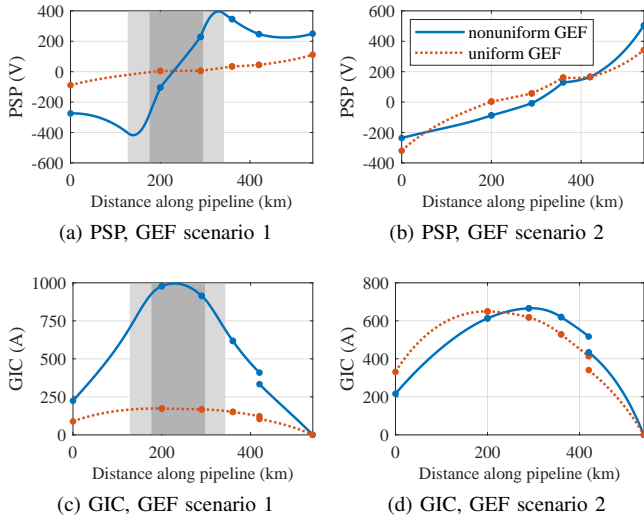 400
200
0
-200
-400
-600
PSP (V)
0 200 400
Distance along pipeline (km)
(a) PSP, GEF scenario 1
600
400
200
0
-200
-400
PSP (V)
nonuniform GEF
uniform GEF
0 200 400
Distance along pipeline (km)
(b) PSP, GEF scenario 2
1000
750
500
250
0
GIC (A)
0 200 400
Distance along pipeline (km)
(c) GIC, GEF scenario 1
800
600
400
200
0
GIC (A)
0 200 400
Distance along pipeline (km)
(d) GIC, GEF scenario 2